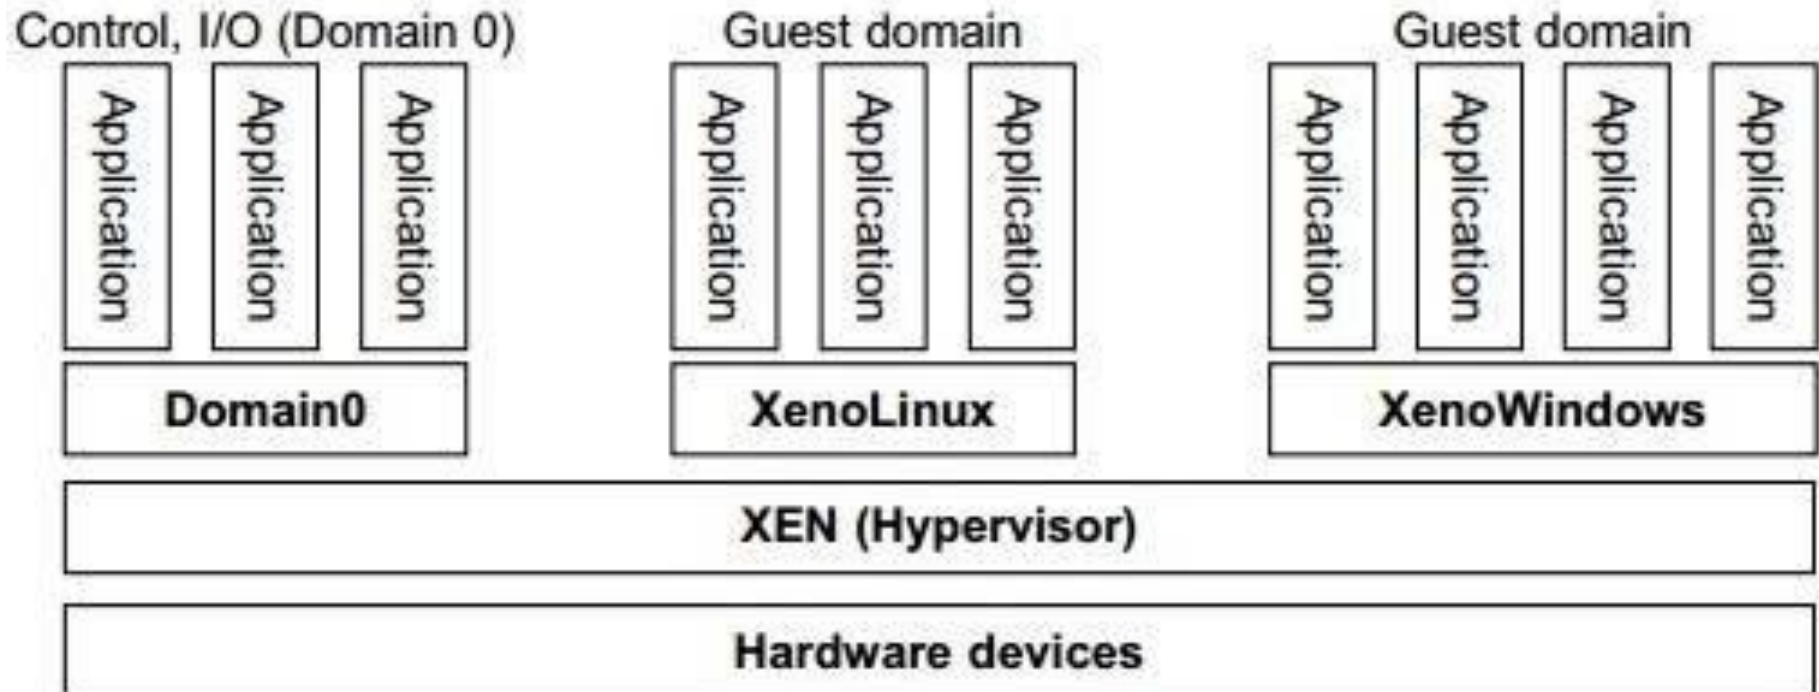 Control, I/O (Domain 0)
Guest domain
Guest domain
Application
Application
Application
Application
Application
Application
Application
Application
Application
Application
Domain0
XenoLinux
XenoWindows
XEN (Hypervisor)
Hardware devices